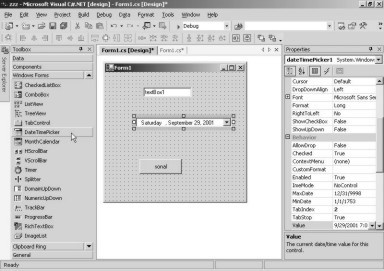 zzz - Microsoft Visual C#.NET [design] - Form1.cs [Design]*
File Edit View Project Build Debug Data Format Tools Window Help
Debug
Toolbox
Server Explorer
Data
Components
Windows Forms
CheckedListBox
ComboBox
ListView
TreeView
TabControl
DateTimePicker
MonthCalendar
HScrollBar
VScrollBar
Timer
Splitter
DomainUpDown
NumericUpDown
TrackBar
ProgressBar
RichTextBox
ImageList
Clipboard Ring
General
Form1.cs [Design]* Form1.cs*
Form1
textBox1
Saturday , September 29, 2001
sonal
Properties
dateTimePicker1 System.Window
Cursor Default
DropDownAlign Left
Font Microsoft Sans Ser
Format Long
RightToLeft No
ShowCheckBox False
ShowUpDown False
Behavior
AllowDrop False
CausesValidation True
Checked True
ContextMenu (none)
CustomFormat
Enabled True
ImeMode NoControl
MaxDate 12/31/9998
MinDate 1/1/1753
TabIndex 2
TabStop True
Value 9/29/2001 7:0
Value
The current date/time value for this control.
Ready